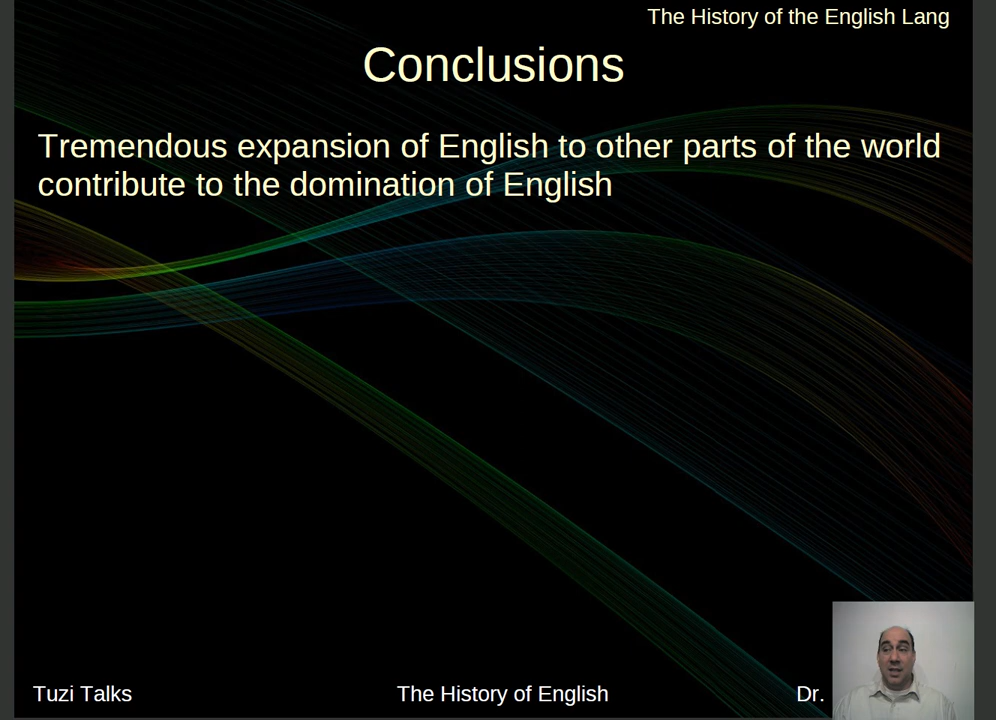 The History of the English Lang
Conclusions
Tremendous expansion of English to other parts of the world
contribute to the domination of English
Tuzi Talks
The History of English
Dr.